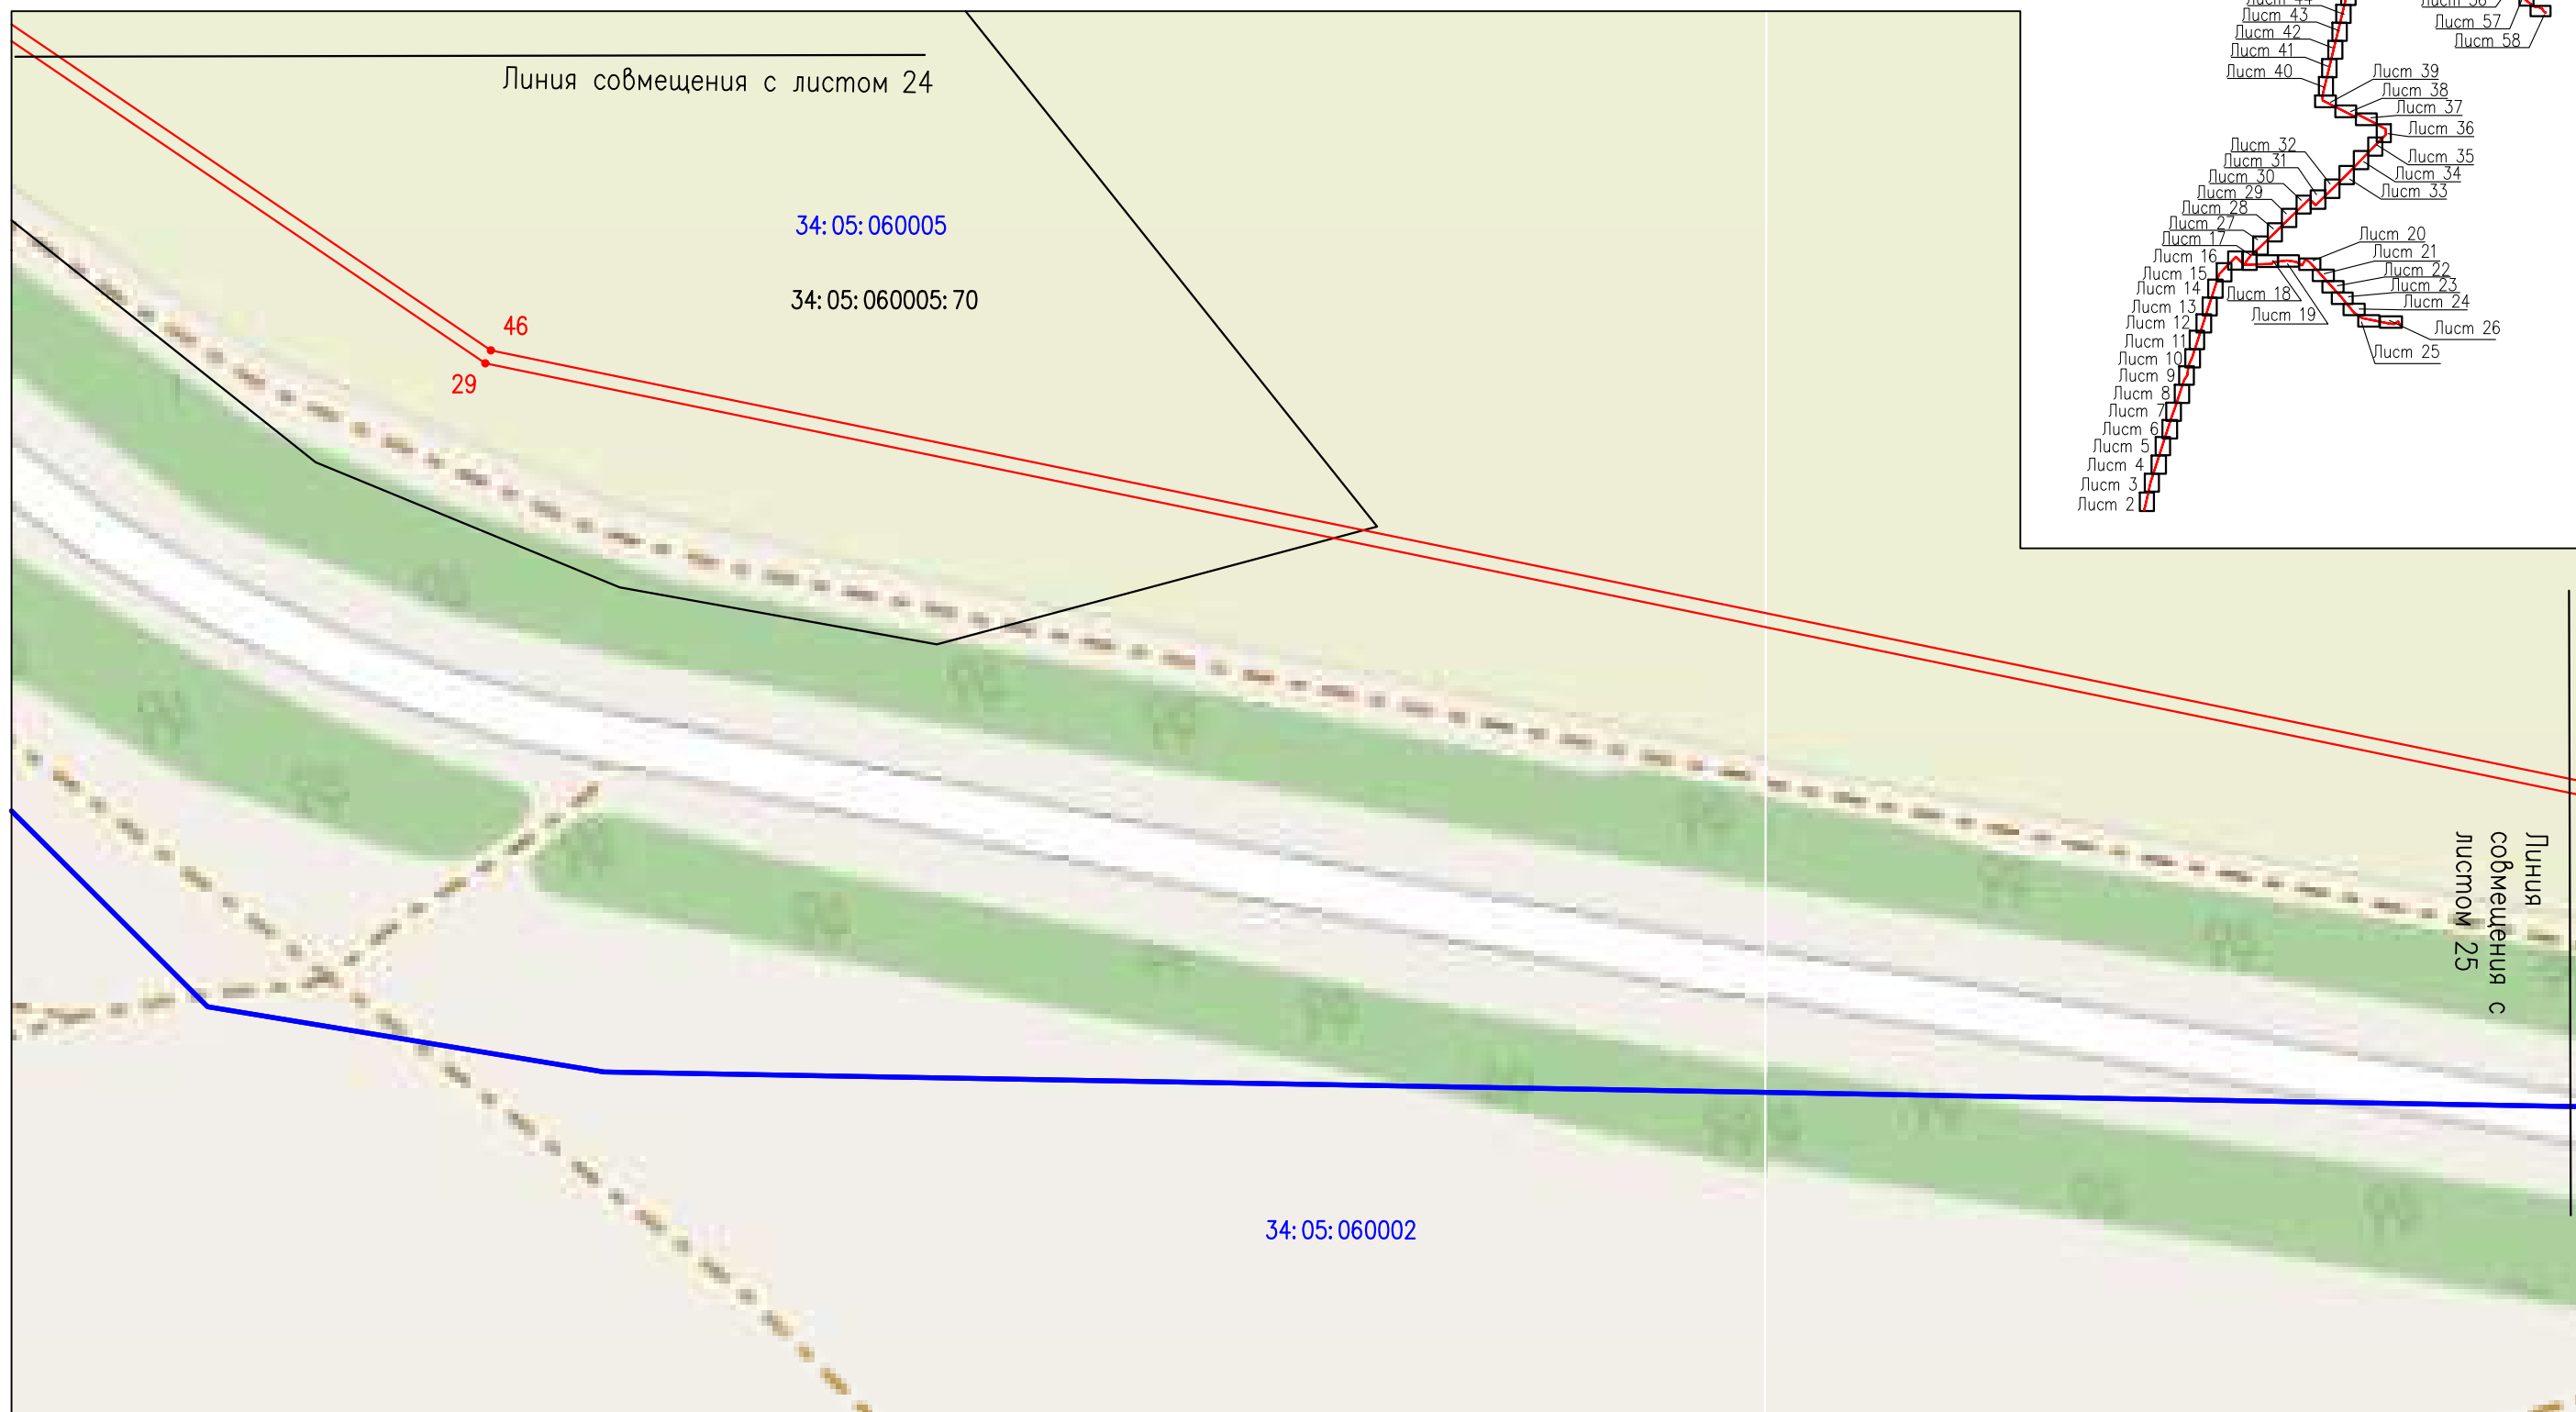 Линия совмещения с листом 24
34:05:060005
34:05:060005:70
46
29
34:05:060002
Линия
совмещения с
листом 25
Лист 43
Лист 42
Лист 41
Лист 40
Лист 57
Лист 58
Лист 39
Лист 38
Лист 37
Лист 36
Лист 35
Лист 34
Лист 33
Лист 32
Лист 31
Лист 30
Лист 29
Лист 28
Лист 27
Лист 17
Лист 16
Лист 15
Лист 14
Лист 13
Лист 12
Лист 11
Лист 10
Лист 9
Лист 8
Лист 7
Лист 6
Лист 5
Лист 4
Лист 3
Лист 2
Лист 18
Лист 19
Лист 20
Лист 21
Лист 22
Лист 23
Лист 24
Лист 26
Лист 25